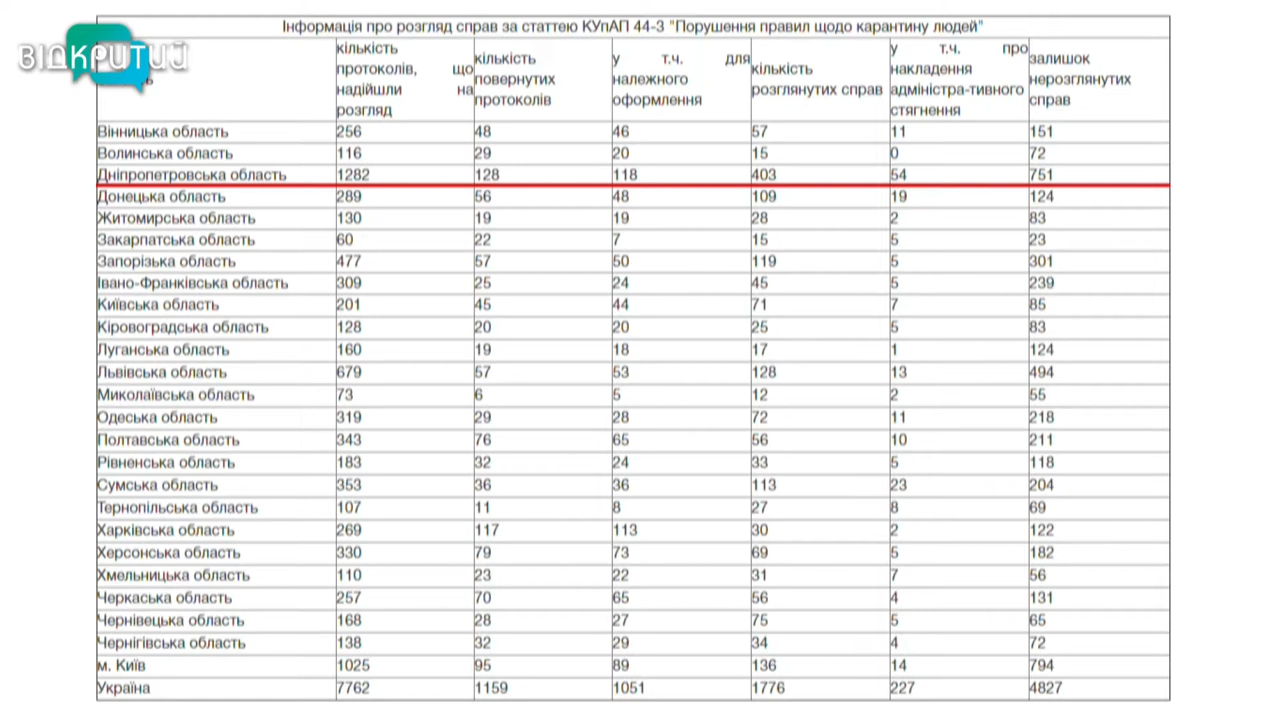 Інформація про розгляд справ за статтею КУпАП 44-3 "Порушення правил щодо карантину людей"
ВІДКРИТИЙ
кількість протоколів, що надійшли на розгляд
кількість повернутих протоколів
у т.ч. для належного оформлення
кількість розглянутих справ
у т.ч. про накладення адміністра-тивного стягнення
залишок нерозглянутих справ
Вінницька область 256 48 46 57 11 151
Волинська область 116 29 20 15 0 72
Дніпропетровська область 1282 128 118 403 54 751
Донецька область 289 56 48 109 19 124
Житомирська область 130 19 19 28 2 83
Закарпатська область 60 22 7 15 5 23
Запорізька область 477 57 50 119 5 301
Івано-Франківська область 309 25 24 45 5 239
Київська область 201 45 44 71 7 85
Кіровоградська область 128 20 20 25 5 83
Луганська область 160 19 18 17 1 124
Львівська область 679 57 53 128 13 494
Миколаївська область 73 6 5 12 2 55
Одеська область 319 29 28 72 11 218
Полтавська область 343 76 65 56 10 211
Рівненська область 183 32 24 33 5 118
Сумська область 353 36 36 113 23 204
Тернопільська область 107 11 8 27 8 69
Харківська область 269 117 113 30 2 122
Херсонська область 330 79 73 69 5 182
Хмельницька область 110 23 22 31 7 56
Черкаська область 257 70 65 56 4 131
Чернівецька область 168 28 27 75 5 65
Чернігівська область 138 32 29 34 4 72
м. Київ 1025 95 89 136 14 794
Україна 7762 1159 1051 1776 227 4827